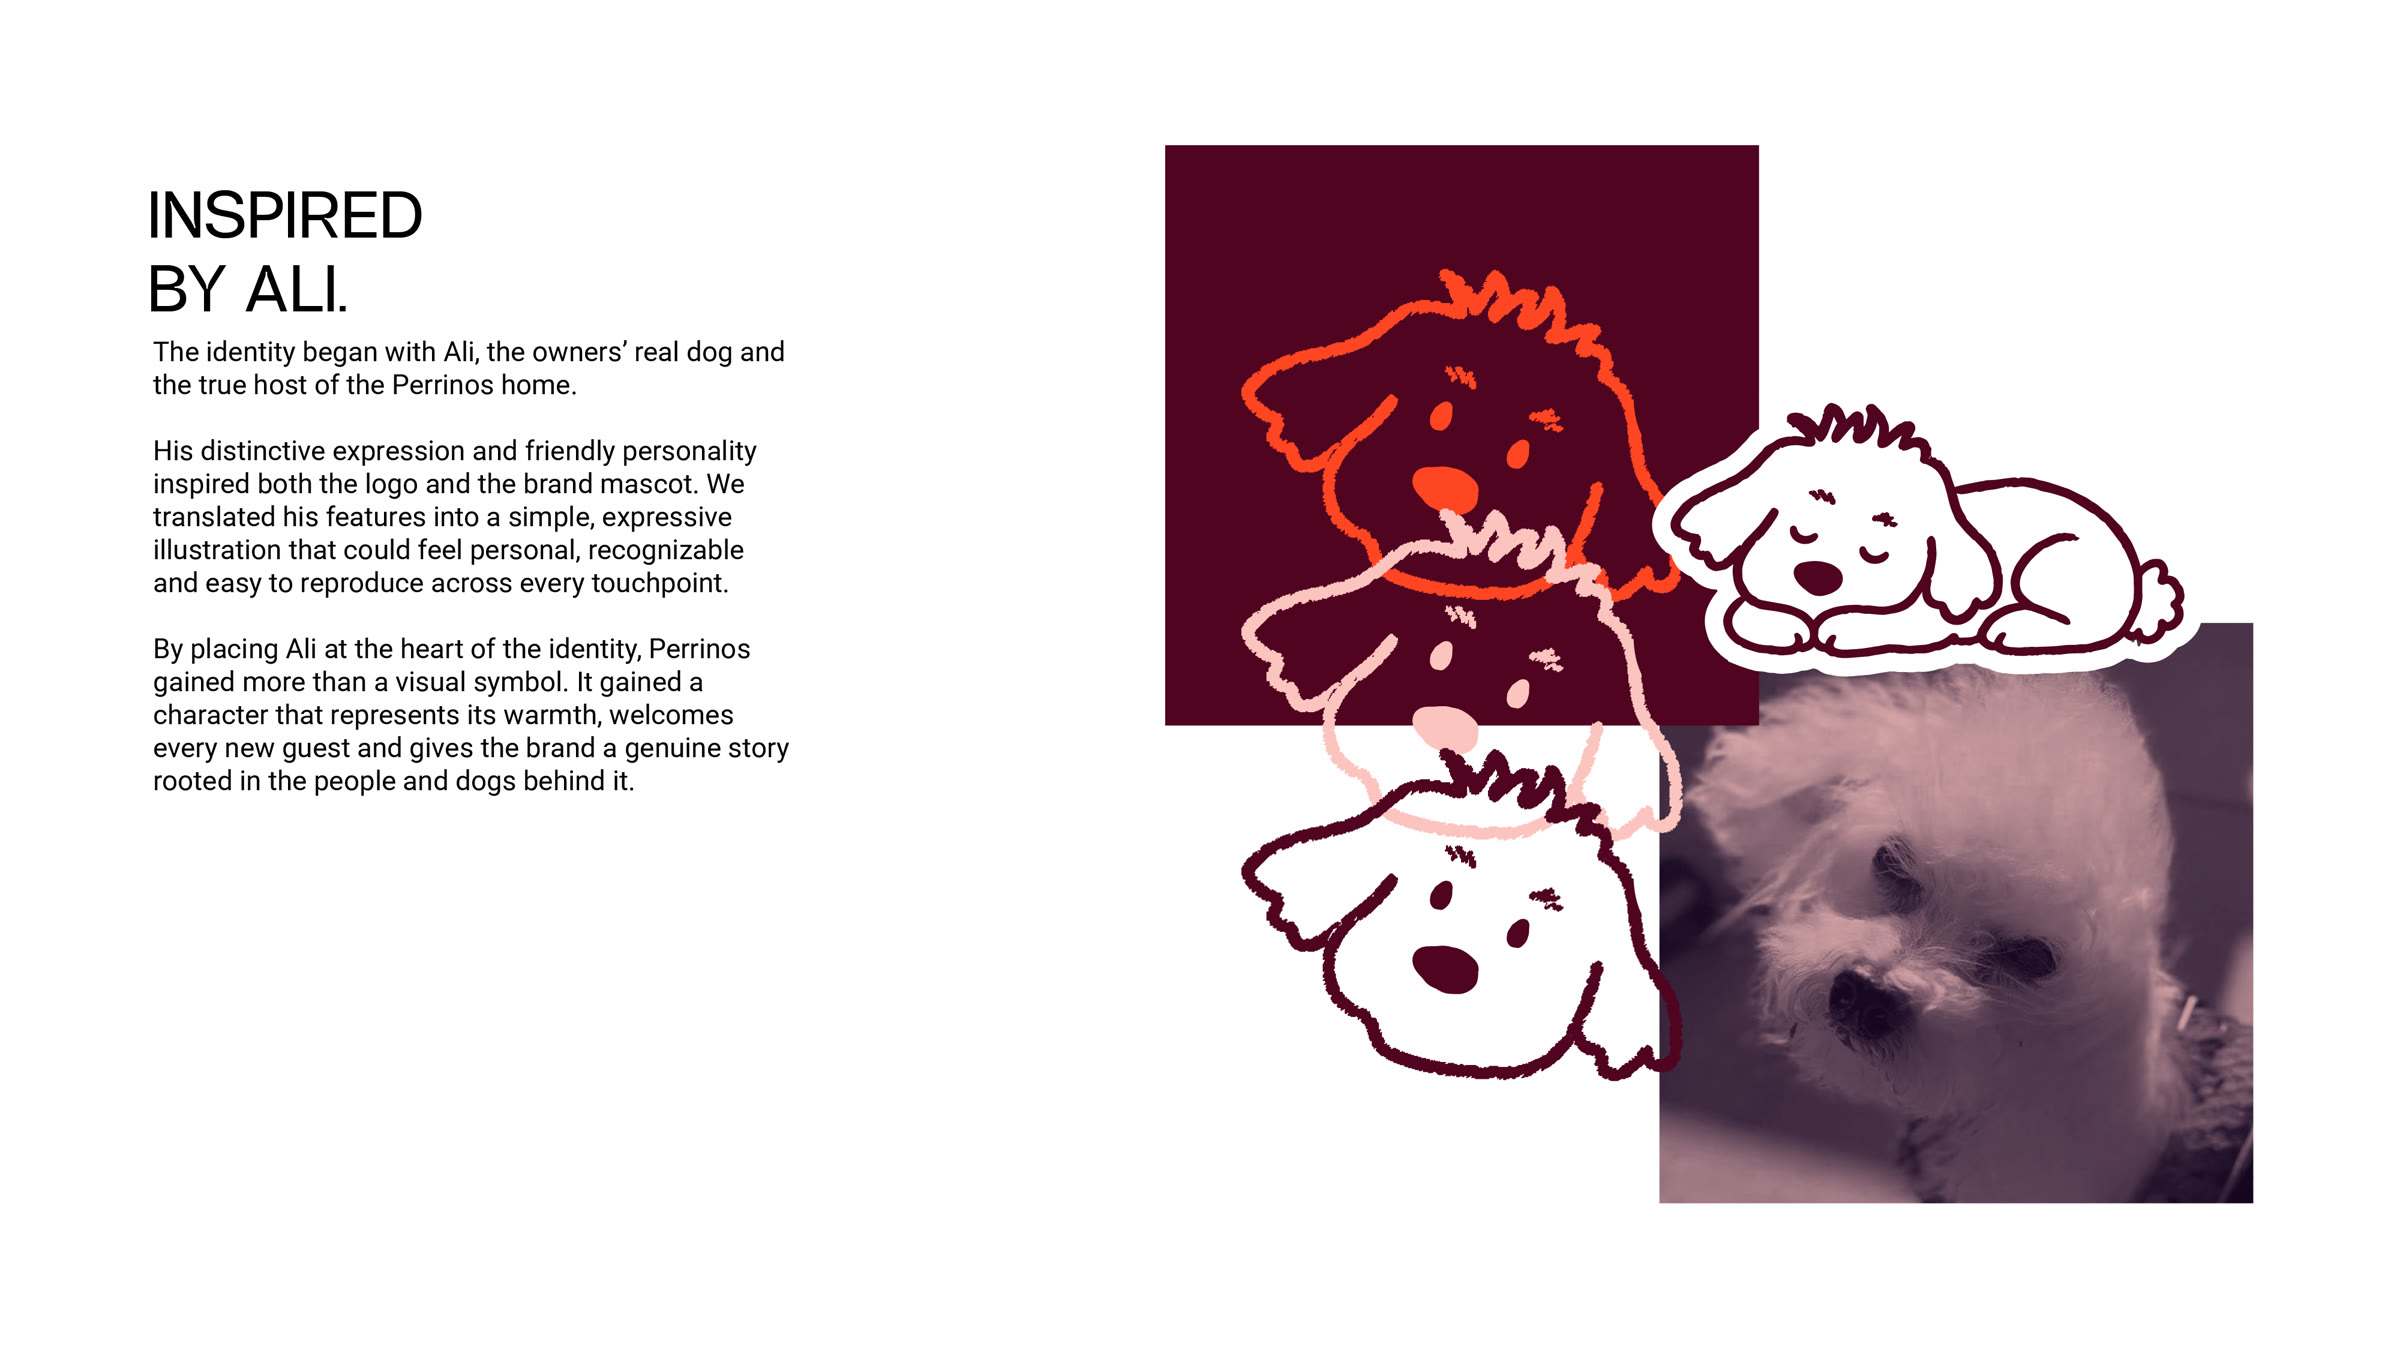 INSPIRED
BY ALI.
The identity began with Ali, the owners’ real dog and
the true host of the Perrinos home.
His distinctive expression and friendly personality
inspired both the logo and the brand mascot. We
translated his features into a simple, expressive
illustration that could feel personal, recognizable
and easy to reproduce across every touchpoint.
By placing Ali at the heart of the identity, Perrinos
gained more than a visual symbol. It gained a
character that represents its warmth, welcomes
every new guest and gives the brand a genuine story
rooted in the people and dogs behind it.